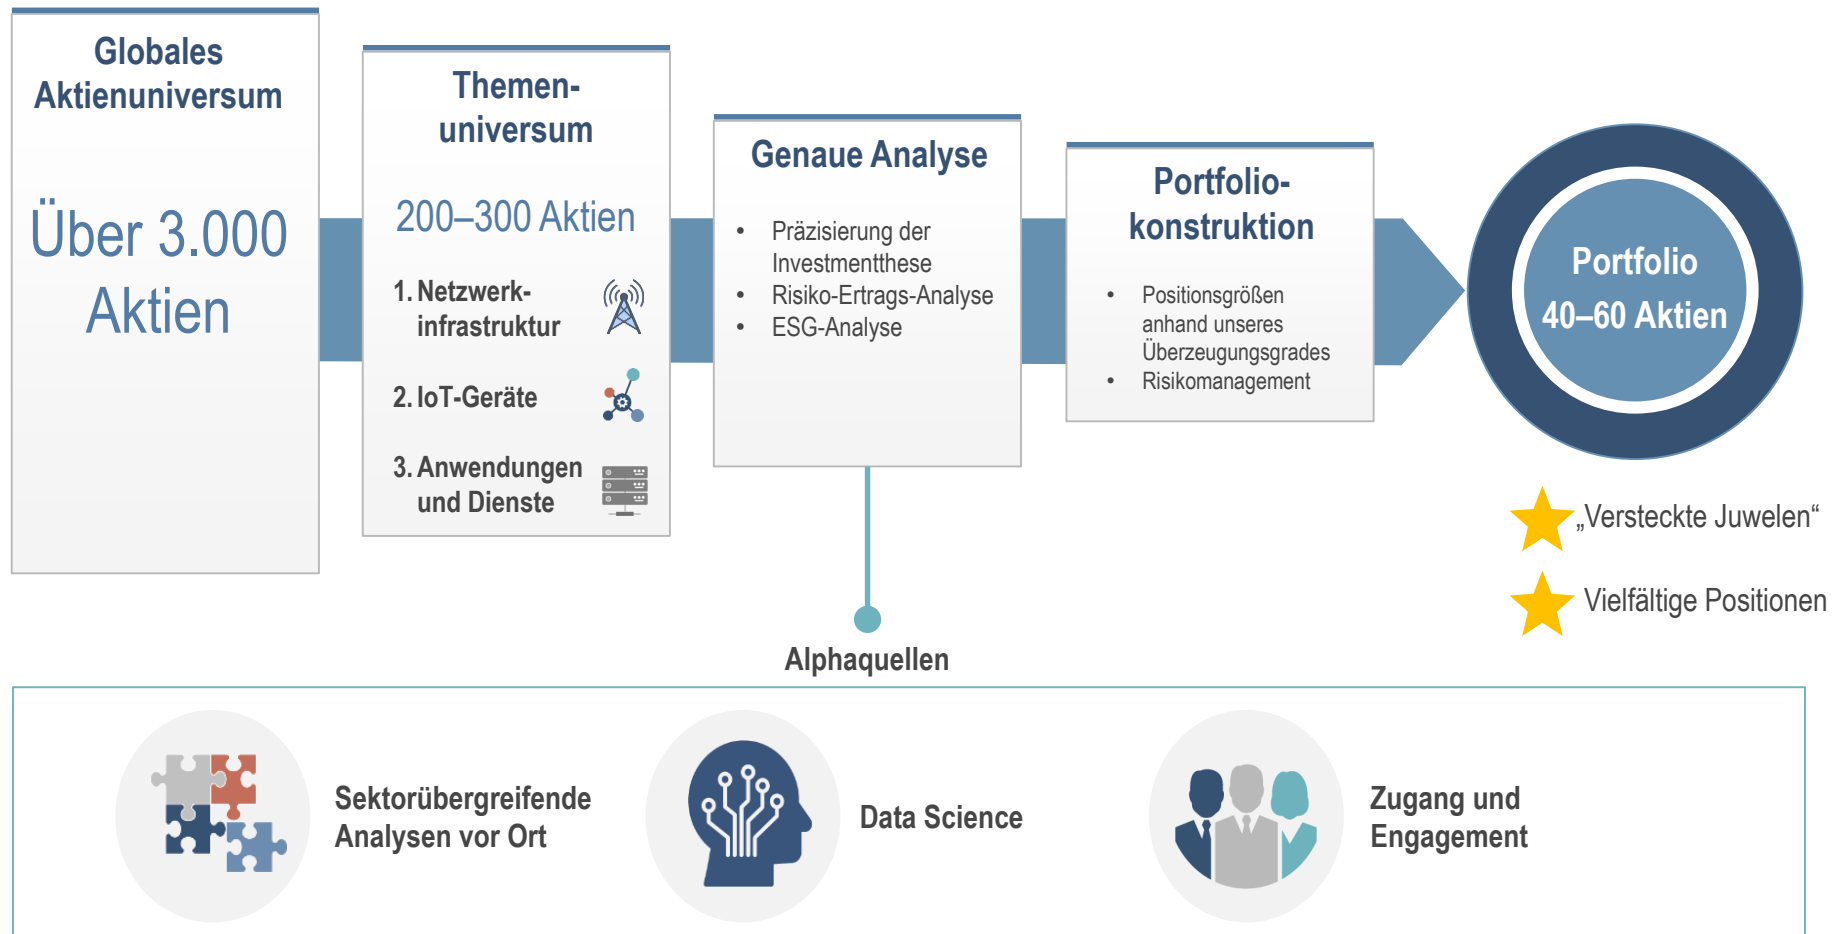 Globales
Aktienuniversum
Über 3.000
Aktien
Themen-
universum
200–300 Aktien
1. Netzwerk-
infrastruktur
2. IoT-Geräte
3. Anwendungen
und Dienste
Genaue Analyse
• Präzisierung der
Investmentthese
• Risiko-Ertrags-Analyse
• ESG-Analyse
Portfolio-
konstruktion
• Positionsgrößen
anhand unseres
Überzeugungsgrades
• Risikomanagement
Portfolio
40–60 Aktien
„Versteckte Juwelen“
Vielfältige Positionen
Alphaquellen
Sektorübergreifende
Analysen vor Ort
Data Science
Zugang und
Engagement